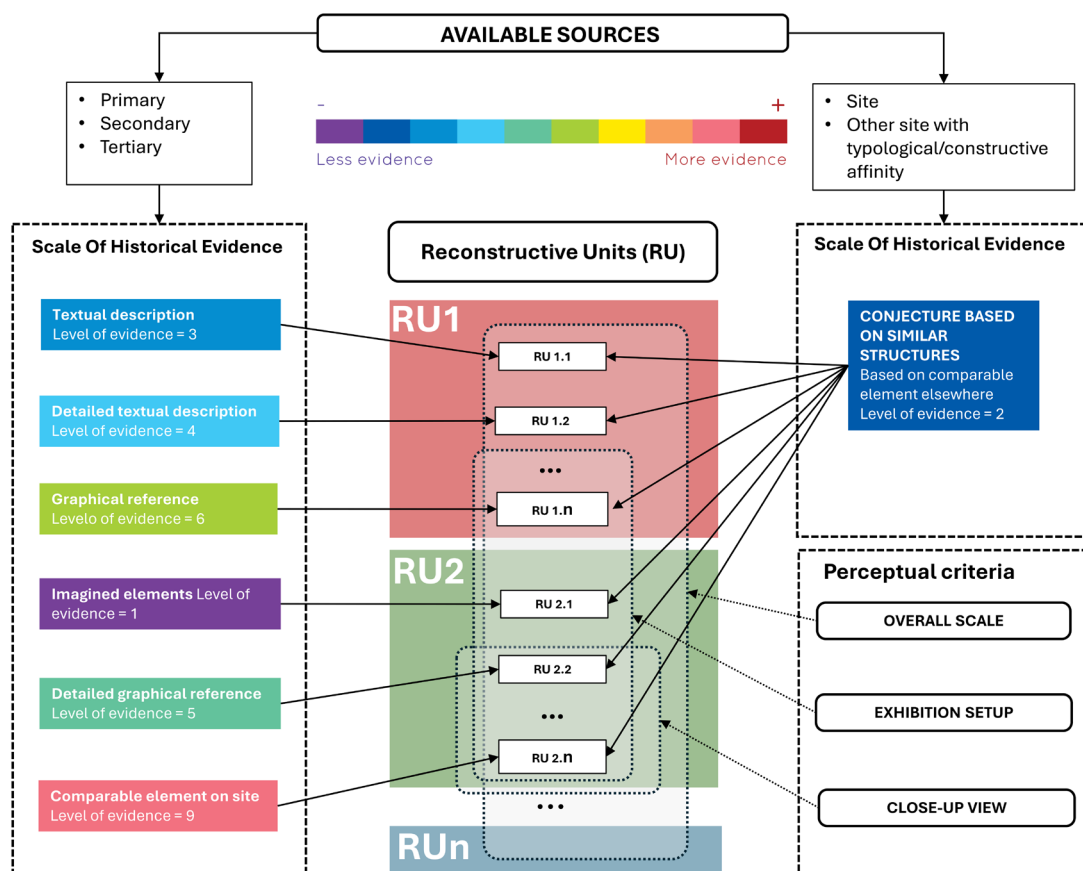 AVAILABLE SOURCES
• Primary
• Secondary
• Tertiary
-
+
Less evidence
More evidence
• Site
• Other site with
typological/constructive
affinity
Scale Of Historical Evidence
Textual description
Level of evidence = 3
Detailed textual description
Level of evidence = 4
Graphical reference
Levelo of evidence = 6
Imagined elements Level of
evidence = 1
Detailed graphical reference
Level of evidence = 5
Comparable element on site
Level of evidence = 9
Reconstructive Units (RU)
RU1
RU 1.1
RU 1.2
...
RU 1.n
RU2
RU 2.1
RU 2.2
...
RU 2.n
...
RUn
Scale Of Historical Evidence
CONJECTURE BASED
ON SIMILAR
STRUCTURES
Based on comparable
element elsewhere
Level of evidence = 2
Perceptual criteria
OVERALL SCALE
EXHIBITION SETUP
CLOSE-UP VIEW